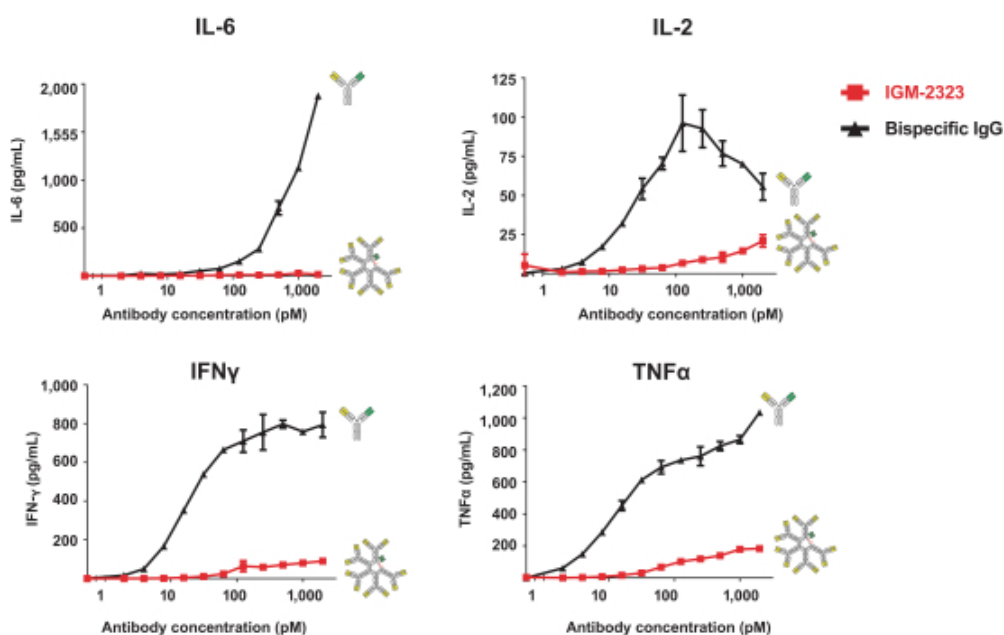 IL-6
IL-6 (pg/mL)
2,000
1,555
1,000
500
1 10 100 1,000
Antibody concentration (pM)
IL-2
IL-2 (pg/mL)
125
100
75
50
25
1 10 100 1,000
Antibody concentration (pM)
IGM-2323
Bispecific IgG
IFNγ
IFN-γ (pg/mL)
1,000
800
600
400
200
1 10 100 1,000
Antibody concentration (pM)
TNFα
TNFα (pg/mL)
1,200
1,000
800
600
400
200
1 10 100 1,000
Antibody concentration (pM)